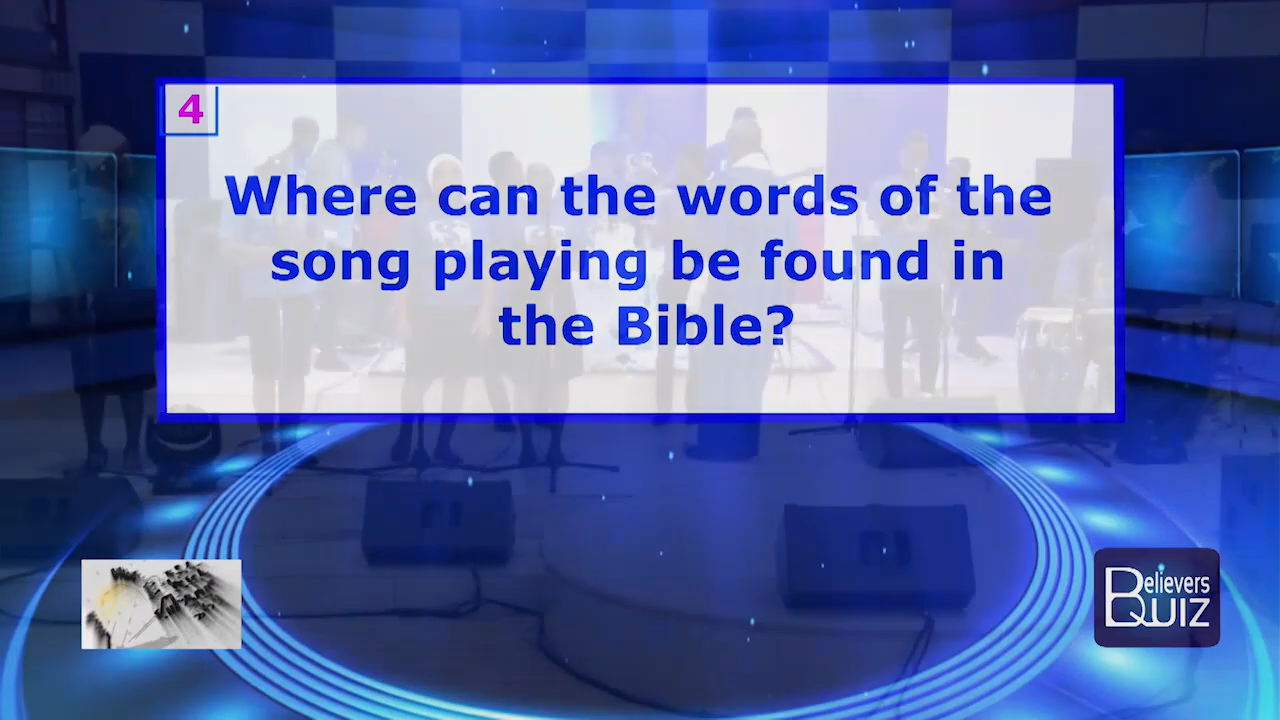 4
Where can the words of the
song playing be found in
the Bible?
Believers
QUIZ